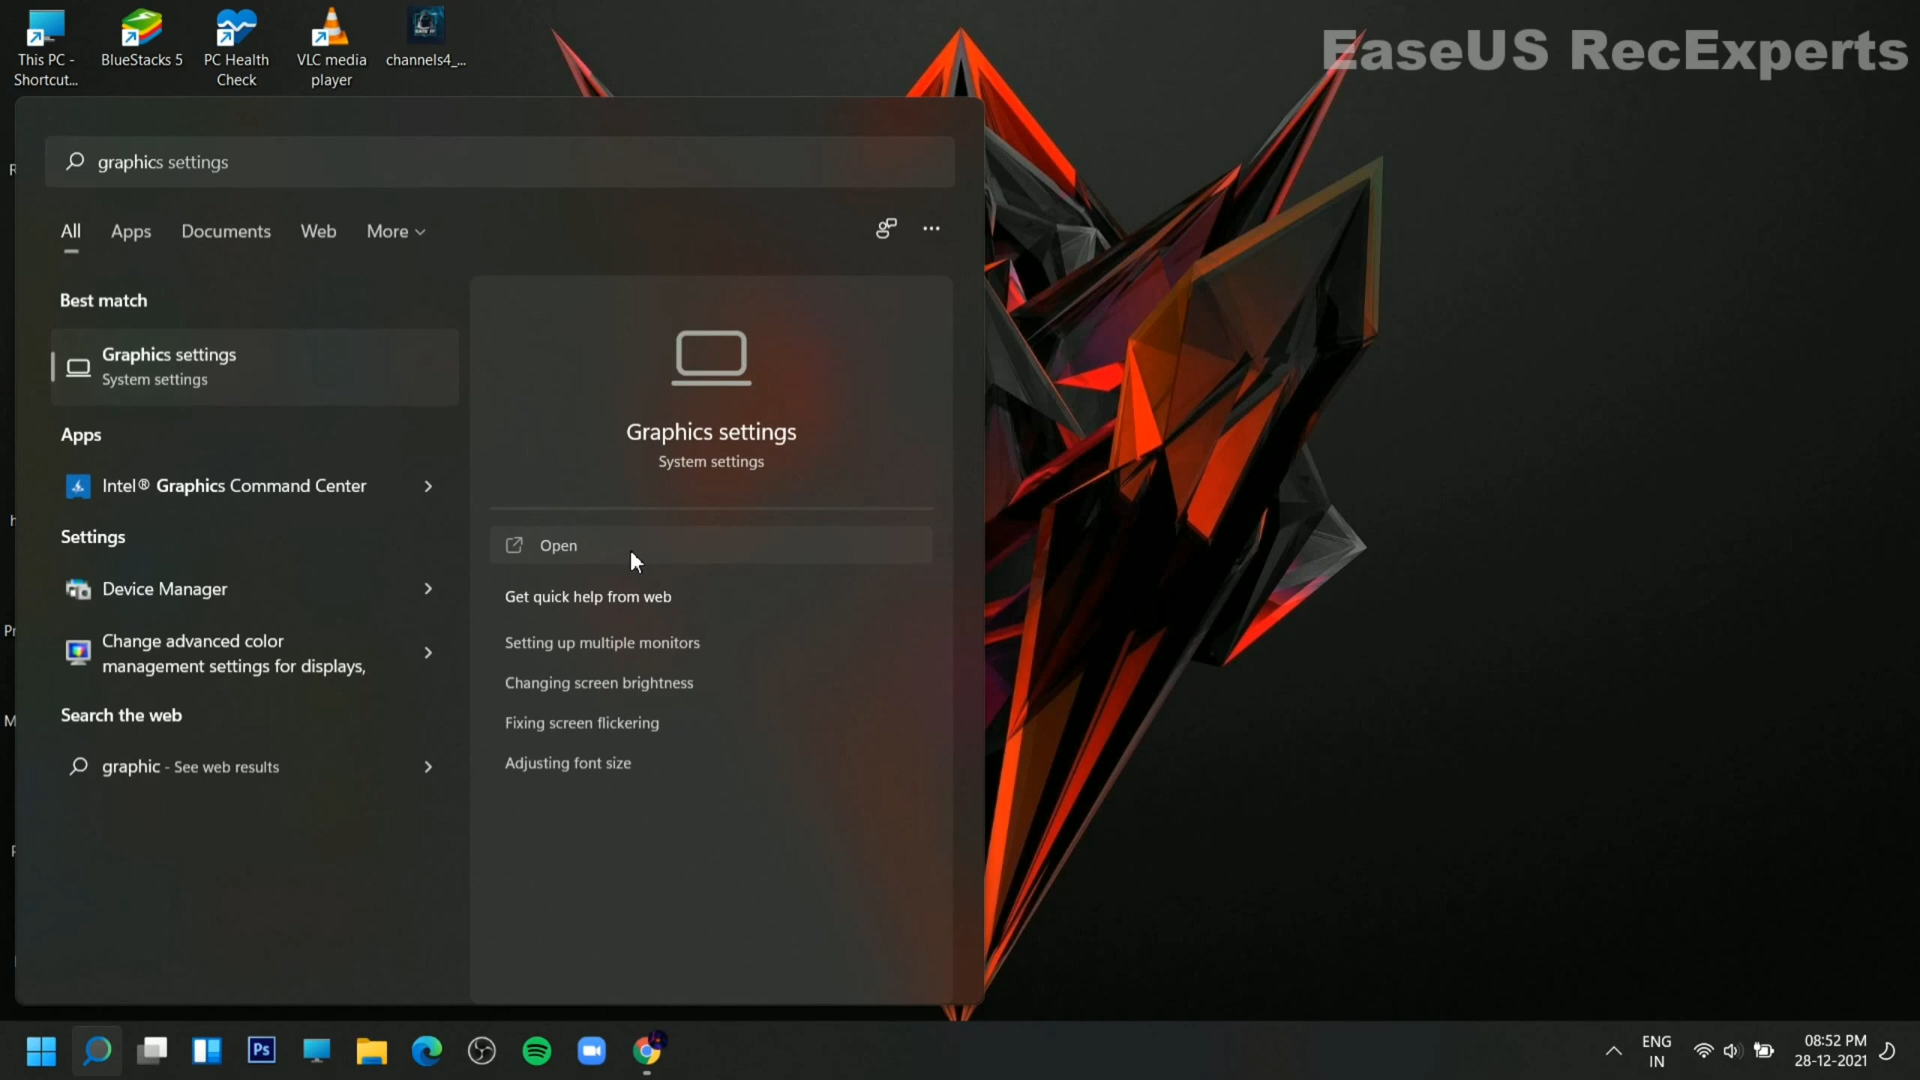 This PC -
Shortcut...
BlueStacks 5
PC Health
Check
VLC media
player
channels4_...
EaseUS RecExperts
graphics settings
All
Apps
Documents
Web
More
Best match
Graphics settings
System settings
Apps
Intel® Graphics Command Center
Settings
Device Manager
Change advanced color
management settings for displays,
Search the web
graphic - See web results
Graphics settings
System settings
Open
Get quick help from web
Setting up multiple monitors
Changing screen brightness
Fixing screen flickering
Adjusting font size
Ps
ENG
IN
08:52 PM
28-12-2021